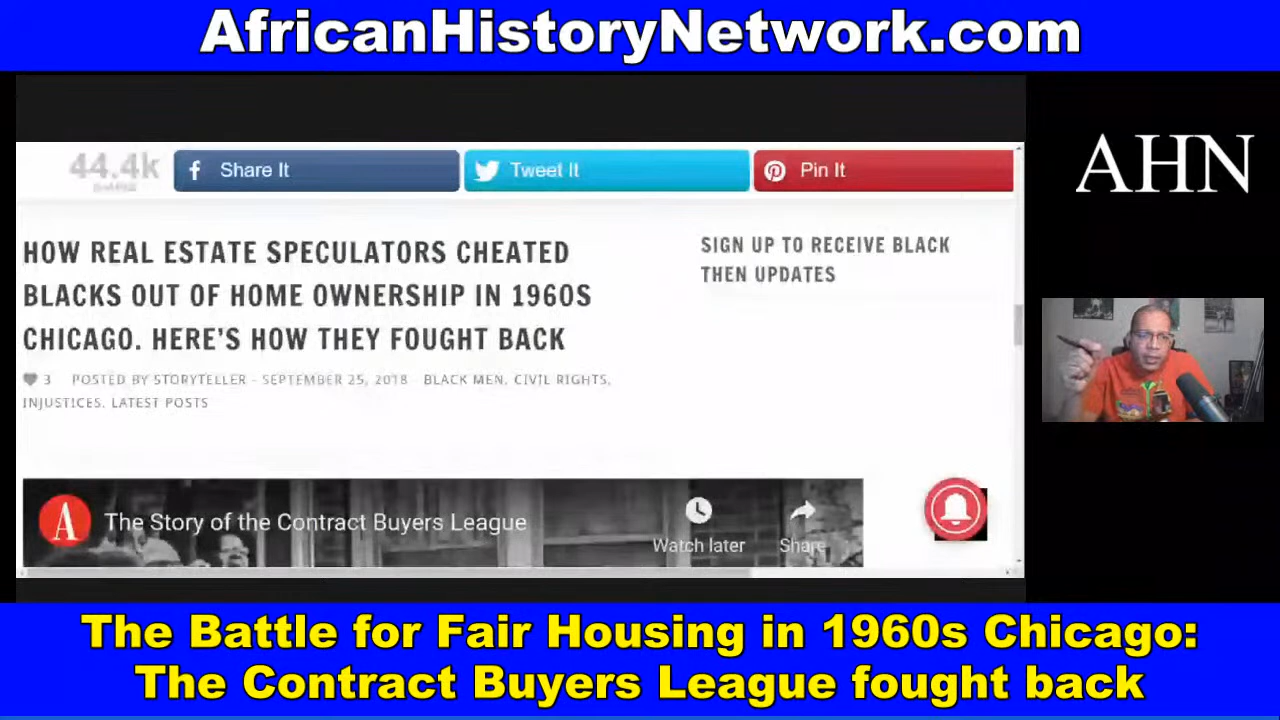 AfricanHistoryNetwork.com
44.4k
Share It
Tweet It
Pin It
AHN
HOW REAL ESTATE SPECULATORS CHEATED
BLACKS OUT OF HOME OWNERSHIP IN 1960S
CHICAGO. HERE'S HOW THEY FOUGHT BACK
SIGN UP TO RECEIVE BLACK
THEN UPDATES
3 POSTED BY STORYTELLER - SEPTEMBER 25, 2018 - BLACK MEN, CIVIL RIGHTS,
INJUSTICES, LATEST POSTS
A The Story of the Contract Buyers League
Watch later
Share
The Battle for Fair Housing in 1960s Chicago:
The Contract Buyers League fought back